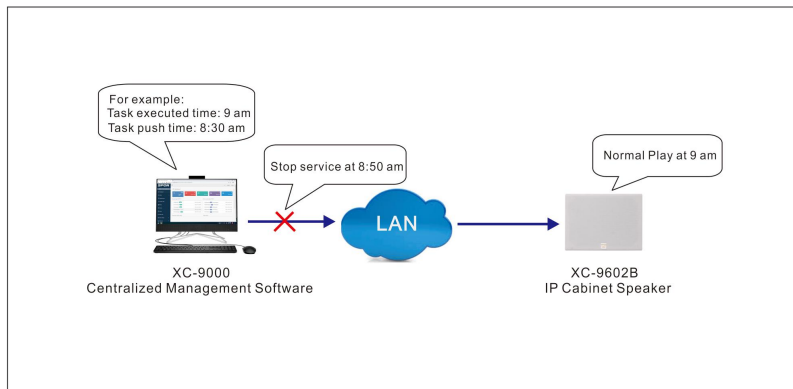 For example:
Task executed time: 9 am
Task push time: 8:30 am
Stop service at 8:50 am
Normal Play at 9 am
LAN
XC-9000
Centralized Management Software
XC-9602B
IP Cabinet Speaker